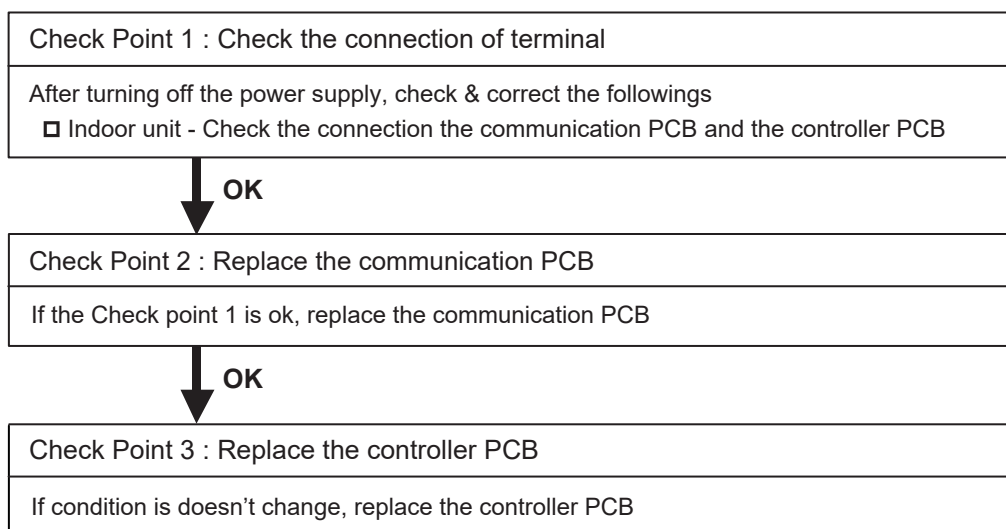 Check Point 1 : Check the connection of terminal
After turning off the power supply, check & correct the followings
Indoor unit - Check the connection the communication PCB and the controller PCB
OK
Check Point 2 : Replace the communication PCB
If the Check point 1 is ok, replace the communication PCB
OK
Check Point 3 : Replace the controller PCB
If condition is doesn't change, replace the controller PCB